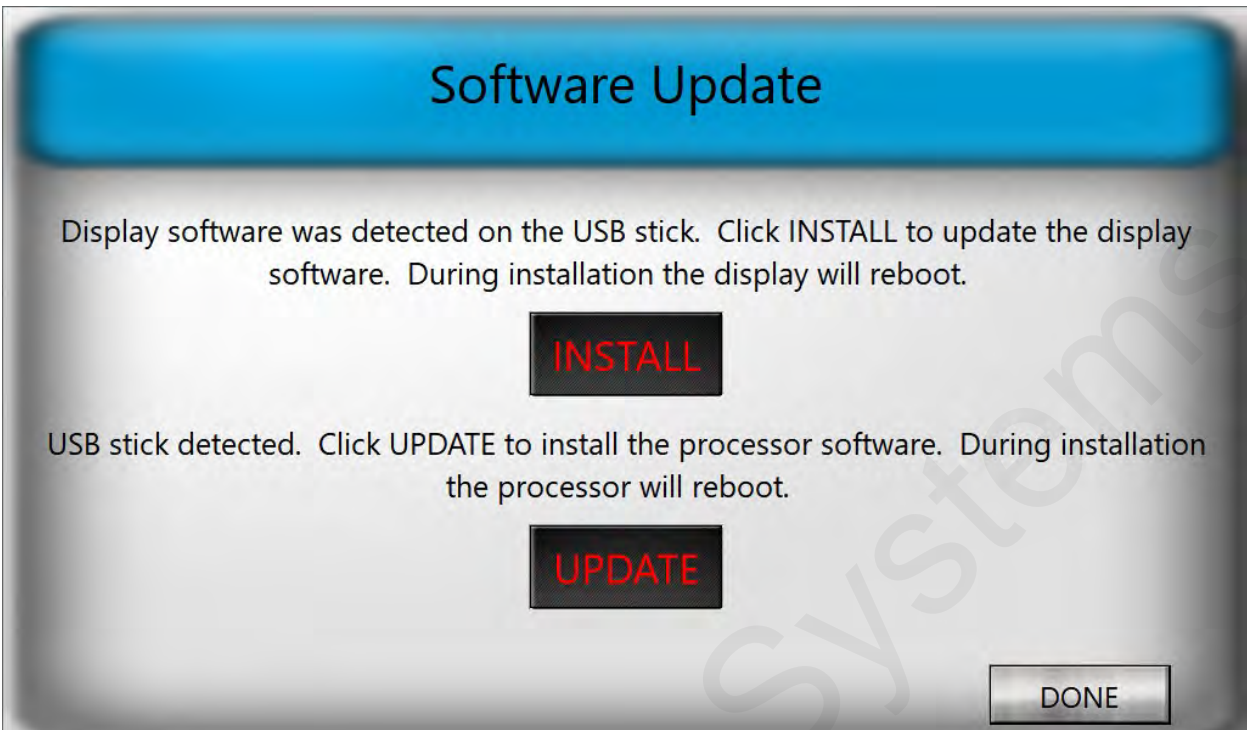 Software Update
Display software was detected on the USB stick.  Click INSTALL to update the display
software.  During installation the display will reboot.
INSTALL
USB stick detected.  Click UPDATE to install the processor software.  During installation
the processor will reboot.
UPDATE
DONE
Systems